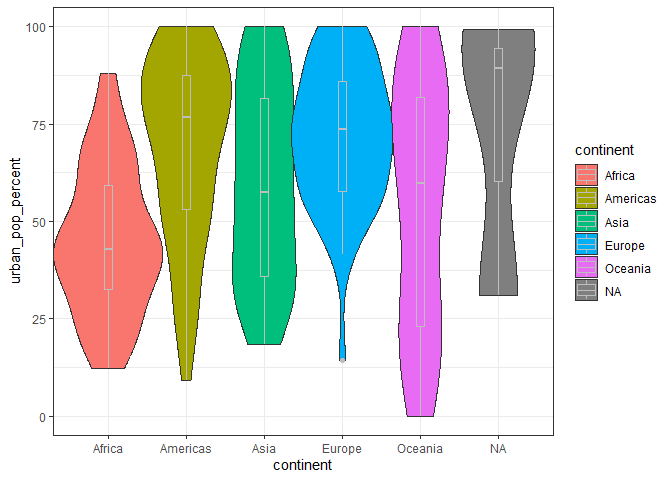 100
75
50
25
0
urban_pop_percent
Africa Americas Asia Europe Oceania NA
continent
continent
Africa
Americas
Asia
Europe
Oceania
NA